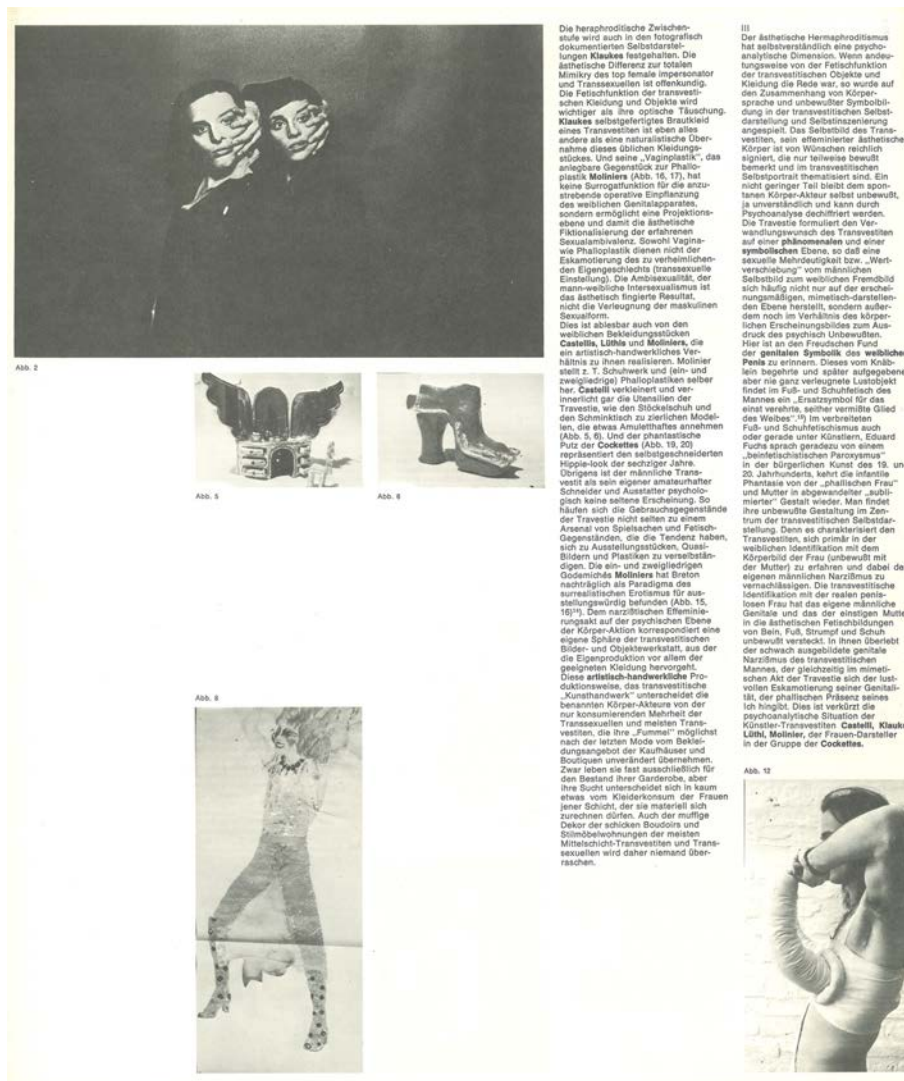 Abb. 2
Abb. 5
Abb. 6
Abb. 8
Die heraphroditische Zwischen-
stufe wird auch in den fotografisch
dokumentierten Selbstdarstel-
lungen Klaukes festgehalten. Die
ästhetische Differenz zur totalen
Mimikry des top female impersonator
und Transsexuellen ist offenkundig.
Die Fetischfunktion der transvesti-
schen Kleidung und Objekte wird
wichtiger als ihre optische Täuschung.
Klaukes selbstgefertigtes Brautkleid
eines Transvestiten ist eben alles
andere als eine naturalistische Über-
nahme dieses üblichen Kleidungs-
stückes. Und seine „Vaginplastik“, das
anlegbare Gegenstück zur Phallo-
plastik Moliniers (Abb. 16, 17), hat
keine Surrogatfunktion für die anzu-
strebende operative Einpflanzung
des weiblichen Genitalapparates,
sondern ermöglicht eine Projektions-
ebene und damit die ästhetische
Fiktionalisierung der erfahrenen
Sexualambivalenz. Sowohl Vagina-
wie Phalloplastik dienen nicht der
Eskamotierung des zu verheimlichen-
den Eigengeschlechts (transsexuelle
Einstellung). Die Ambisexualität, der
mann-weibliche Intersexualismus ist
das ästhetisch fingierte Resultat,
nicht die Verleugnung der maskulinen
Sexualform.
Dies ist ablesbar auch von den
weiblichen Bekleidungsstücken
Castellis, Lüthis und Moliniers, die
ein artistisch-handwerkliches Ver-
hältnis zu ihnen realisieren. Molinier
stellt z. T. Schuhwerk und (ein- und
zweigliedrige) Phalloplastiken selber
her. Castelli verkleinert und ver-
innerlicht gar die Utensilien der
Travestie, wie den Stöckelschuh und
den Schminktisch zu zierlichen Model-
len, die etwas Amuletthaftes annehmen
(Abb. 5, 6). Und der phantastische
Putz der Cockettes (Abb. 19, 20)
repräsentiert den selbstgeschneiderten
Hippie-look der sechziger Jahre.
Übrigens ist der männliche Trans-
vestit als sein eigener amateurhafter
Schneider und Ausstatter psycholo-
gisch keine seltene Erscheinung. So
häufen sich die Gebrauchsgegenstände
der Travestie nicht selten zu einem
Arsenal von Spielsachen und Fetisch-
Gegenständen, die die Tendenz haben,
sich zu Ausstellungsstücken, Quasi-
Bildern und Plastiken zu verselbstän-
digen. Die ein- und zweigliedrigen
Godemichés Moliniers hat Breton
nachträglich als Paradigma des
surrealistischen Erotismus für aus-
stellungswürdig befunden (Abb. 15,
16)¹⁴). Dem narzißtischen Effeminie-
rungsakt auf der psychischen Ebene
der Körper-Aktion korrespondiert eine
eigene Sphäre der transvestitischen
Bilder- und Objektewerkstatt, aus der
die Eigenproduktion vor allem der
geeigneten Kleidung hervorgeht.
Diese artistisch-handwerkliche Pro-
duktionsweise, das transvestitische
„Kunsthandwerk“ unterscheidet die
benannten Körper-Akteure von der
nur konsumierenden Mehrheit der
Transsexuellen und meisten Trans-
vestiten, die ihre „Fummel“ möglichst
nach der letzten Mode vom Beklei-
dungsangebot der Kaufhäuser und
Boutiquen unverändert übernehmen.
Zwar leben sie fast ausschließlich für
den Bestand ihrer Garderobe, aber
ihre Sucht unterscheidet sich in kaum
etwas vom Kleiderkonsum der Frauen
jener Schicht, der sie materiell sich
zurechnen dürfen. Auch der muffige
Dekor der schicken Boudoirs und
Stilmöbelwohnungen der meisten
Mittelschicht-Transvestiten und Trans-
sexuellen wird daher niemand über-
raschen.
III
Der ästhetische Hermaphroditismus
hat selbstverständlich eine psycho-
analytische Dimension. Wenn andeu-
tungsweise von der Fetischfunktion
der transvestitischen Objekte und
Kleidung die Rede war, so wurde auf
den Zusammenhang von Körper-
sprache und unbewußter Symbolbil-
dung in der transvestitischen Selbst-
darstellung und Selbstinszenierung
angespielt. Das Selbstbild des Trans-
vestiten, sein effeminierter ästhetische
Körper ist von Wünschen reichlich
signiert, die nur teilweise bewußt
bemerkt und im transvestitischen
Selbstportrait thematisiert sind. Ein
nicht geringer Teil bleibt dem spon-
tanen Körper-Akteur selbst unbewußt,
ja unverständlich und kann durch
Psychoanalyse dechiffriert werden.
Die Travestie formuliert den Ver-
wandlungswunsch des Transvestiten
auf einer phänomenalen und einer
symbolischen Ebene, so daß eine
sexuelle Mehrdeutigkeit bzw. „Wert-
verschiebung“ vom männlichen
Selbstbild zum weiblichen Fremdbild
sich häufig nicht nur auf der erschei-
nungsmäßigen, mimetisch-darstellen-
den Ebene herstellt, sondern außer-
dem noch im Verhältnis des körper-
lichen Erscheinungsbildes zum Aus-
druck des psychisch Unbewußten.
Hier ist an den Freudschen Fund
der genitalen Symbolik des weibliche
Penis zu erinnern. Dieses vom Knäb-
lein begehrte und später aufgegebene
aber nie ganz verleugnete Lustobjekt
findet im Fuß- und Schuhfetisch des
Mannes ein „Ersatzsymbol für das
einst verehrte, seither vermißte Glied
des Weibes“.¹⁵) Im verbreiteten
Fuß- und Schuhfetischismus auch
oder gerade unter Künstlern, Eduard
Fuchs sprach geradezu von einem
„beinfetischistischen Paroxysmus“
in der bürgerlichen Kunst des 19. un
20. Jahrhunderts, kehrt die infantile
Phantasie von der „phallischen Frau“
und Mutter in abgewandelter „subli-
mierter“ Gestalt wieder. Man findet
ihre unbewußte Gestaltung im Zen-
trum der transvestitischen Selbstdar-
stellung. Denn es charakterisiert den
Transvestiten, sich primär in der
weiblichen Identifikation mit dem
Körperbild der Frau (unbewußt mit
der Mutter) zu erfahren und dabei de
eigenen männlichen Narzißmus zu
vernachlässigen. Die transvestitische
Identifikation mit der realen penis-
losen Frau hat das eigene männliche
Genitale und das der einstigen Mutte
in die ästhetischen Fetischbildungen
von Bein, Fuß, Strumpf und Schuh
unbewußt versteckt. In ihnen überlebt
der schwach ausgebildete genitale
Narzißmus des transvestitischen
Mannes, der gleichzeitig im mimeti-
schen Akt der Travestie sich der lust-
vollen Eskamotierung seiner Genitali-
tät, der phallischen Präsenz seines
Ich hingibt. Dies ist verkürzt die
psychoanalytische Situation der
Künstler-Transvestiten Castelli, Klauke
Lüthi, Molinier, der Frauen-Darsteller
in der Gruppe der Cockettes.
Abb. 12